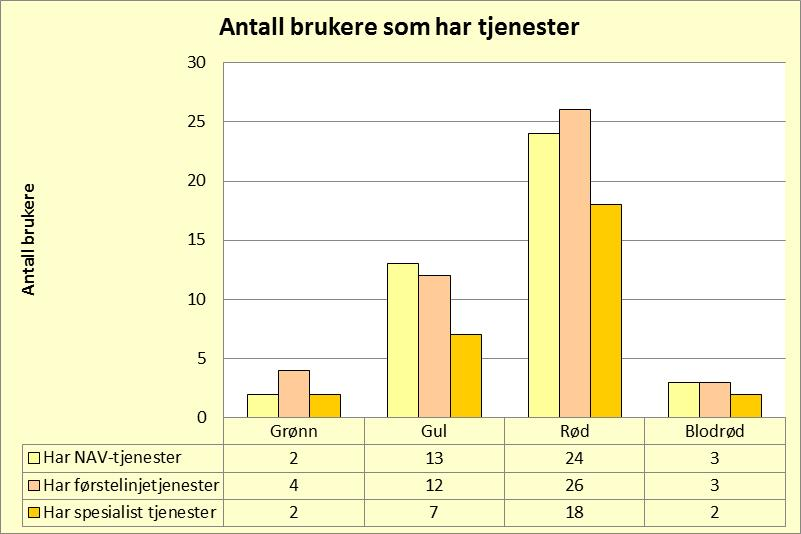 Antall brukere som har tjenester
Antall brukere
30
25
20
15
10
5
0
Grønn Gul Rød Blodrød
Har NAV-tjenester 2 13 24 3
Har førstelinjetjenester 4 12 26 3
Har spesialist tjenester 2 7 18 2